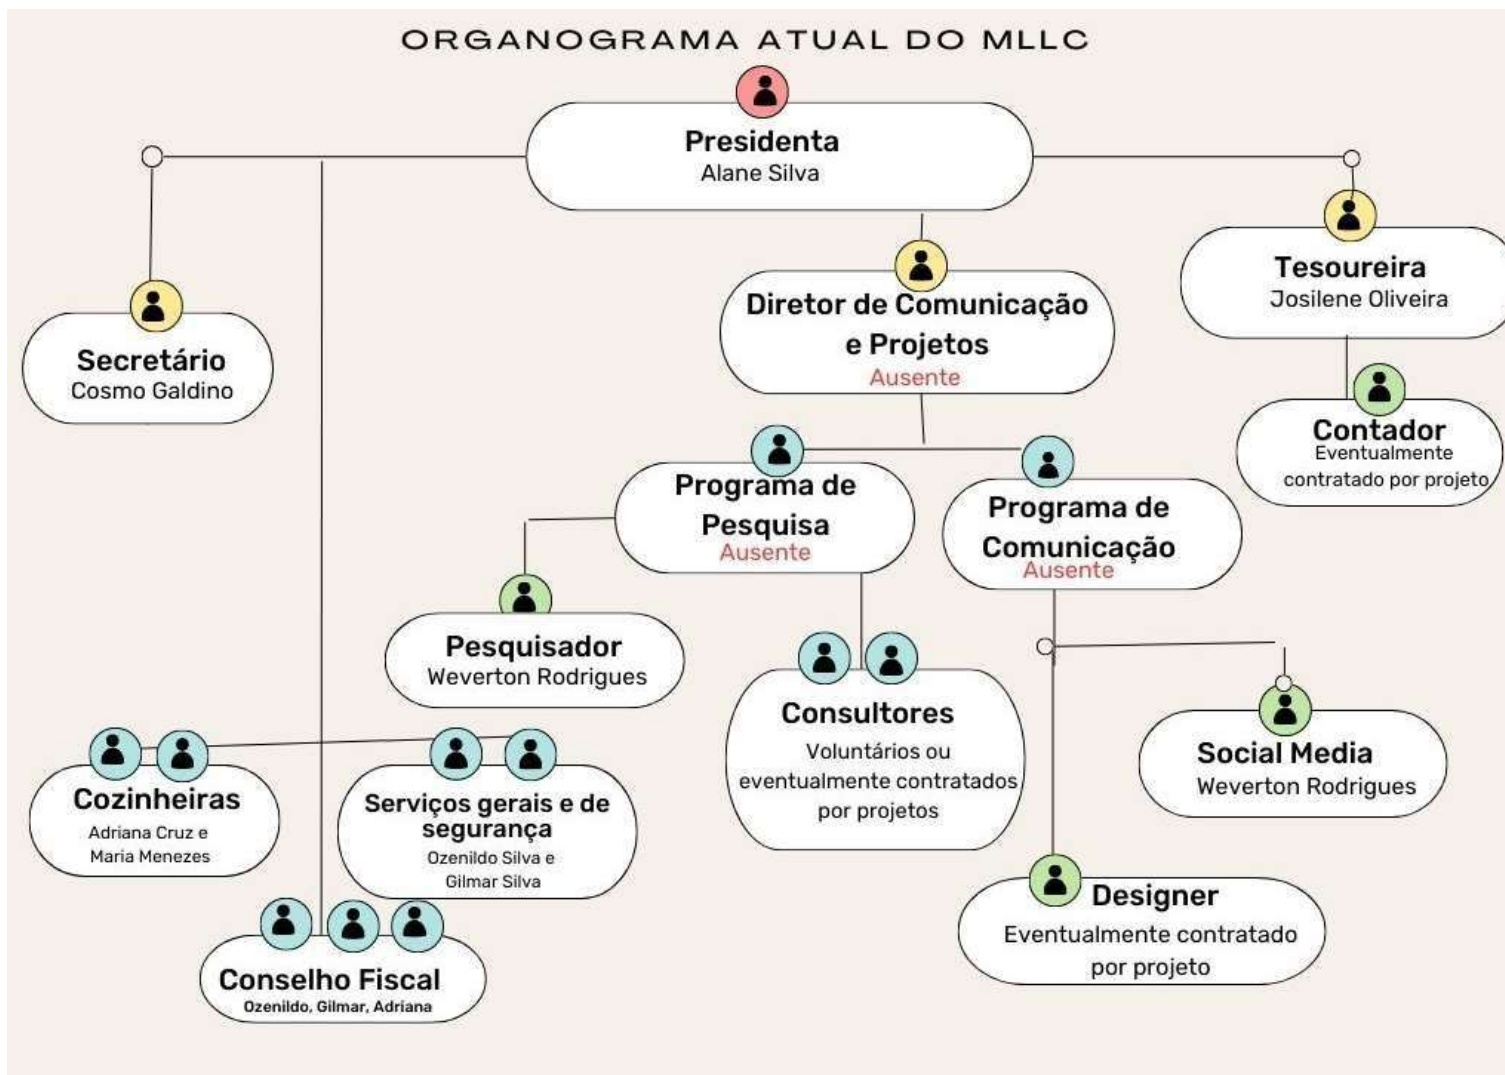 ORGANOGRAMA ATUAL DO MLLC
Presidenta
Alane Silva
Secretário
Cosmo Galdino
Diretor de Comunicação
e Projetos
Ausente
Tesoureira
Josilene Oliveira
Contador
Eventualmente
contratado por projeto
Programa de
Pesquisa
Ausente
Programa de
Comunicação
Ausente
Pesquisador
Weverton Rodrigues
Consultores
Voluntários ou
eventualmente contratados
por projetos
Social Media
Weverton Rodrigues
Cozinheiras
Adriana Cruz e
Maria Menezes
Serviços gerais e de
segurança
Ozenildo Silva e
Gilmar Silva
Designer
Eventualmente contratado
por projeto
Conselho Fiscal
Ozenildo, Gilmar, Adriana